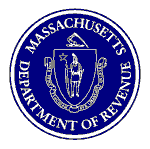 MASSACHUSETTS
DEPARTMENT OF REVENUE